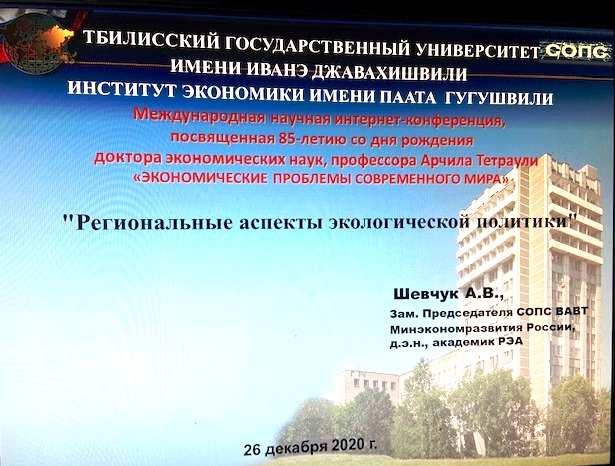 ТБИЛИССКИЙ ГОСУДАРСТВЕННЫЙ УНИВЕРСИТЕТ
СОПС
ИМЕНИ ИВАНЭ ДЖАВАХИШВИЛИ
ИНСТИТУТ ЭКОНОМИКИ ИМЕНИ ПААТА ГУГУШВИЛИ
Международная научная интернет-конференция,
посвященная 85-летию со дня рождения
доктора экономических наук, профессора Арчила Тетраули
«ЭКОНОМИЧЕСКИЕ ПРОБЛЕМЫ СОВРЕМЕННОГО МИРА»
"Региональные аспекты экологической политики"
Шевчук А.В.,
Зам. Председателя СОПС ВАВТ
Минэкономразвития России,
д.э.н., академик РЭА
26 декабря 2020 г.